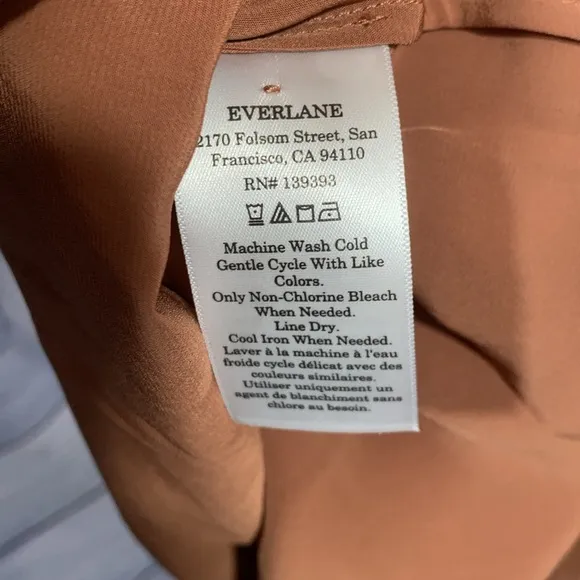 EVERLANE
2170 Folsom Street, San
Francisco, CA 94110
RN# 139393
Machine Wash Cold
Gentle Cycle With Like
Colors.
Only Non-Chlorine Bleach
When Needed.
Line Dry.
Cool Iron When Needed.
Laver à la machine à l'eau
froide cycle délicat avec des
couleurs similaires.
Utiliser uniquement un
agent de blanchiment sans
chlore au besoin.